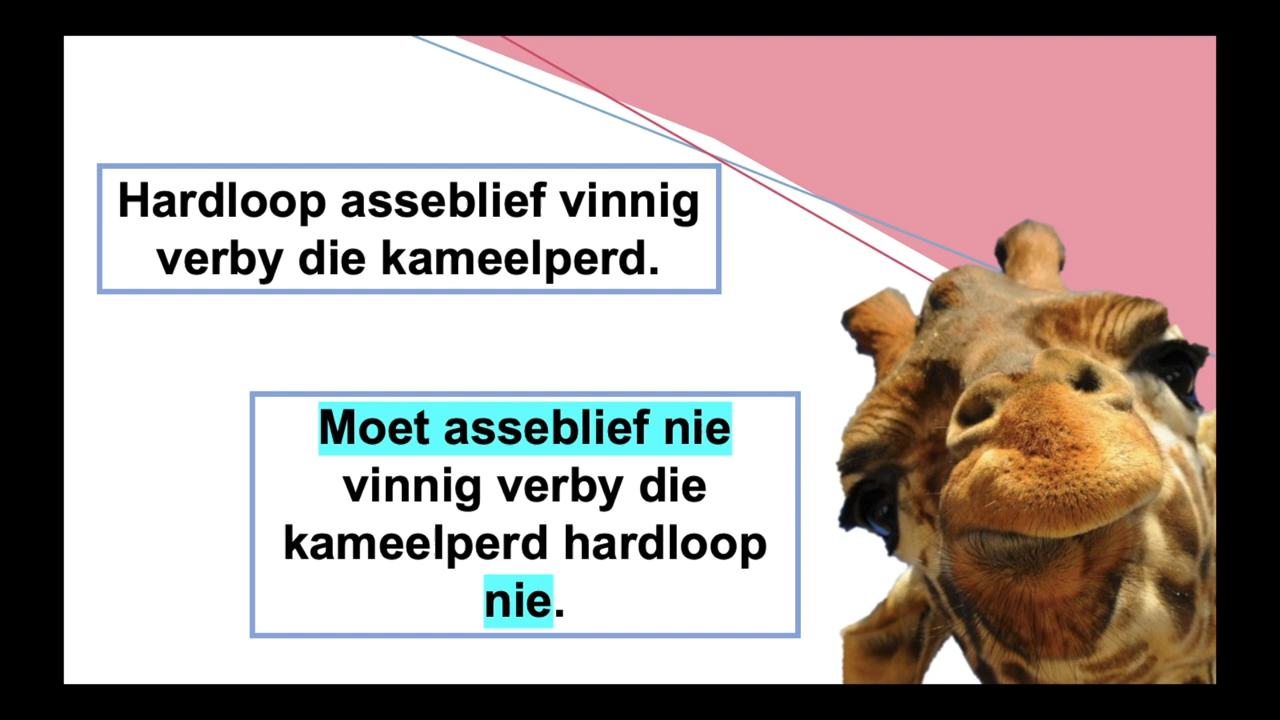 Hardloop asseblief vinnig
verby die kameelperd.
Moet asseblief nie
vinnig verby die
kameelperd hardloop
nie.